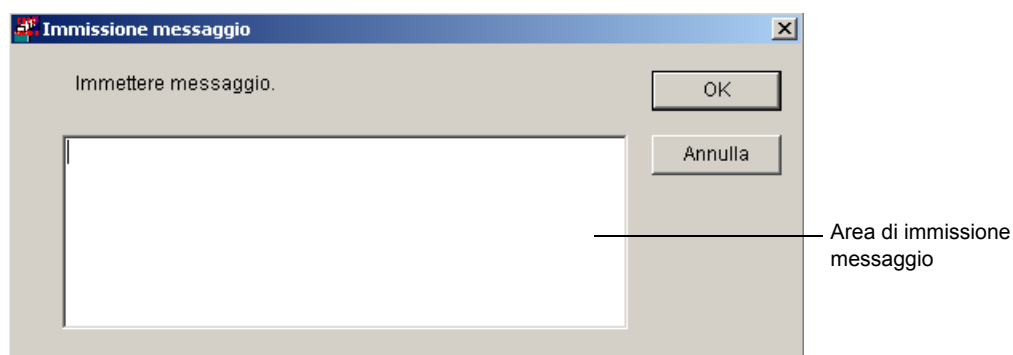 Immissione messaggio
Immettere messaggio.
OK
Annulla
Area di immissione
messaggio